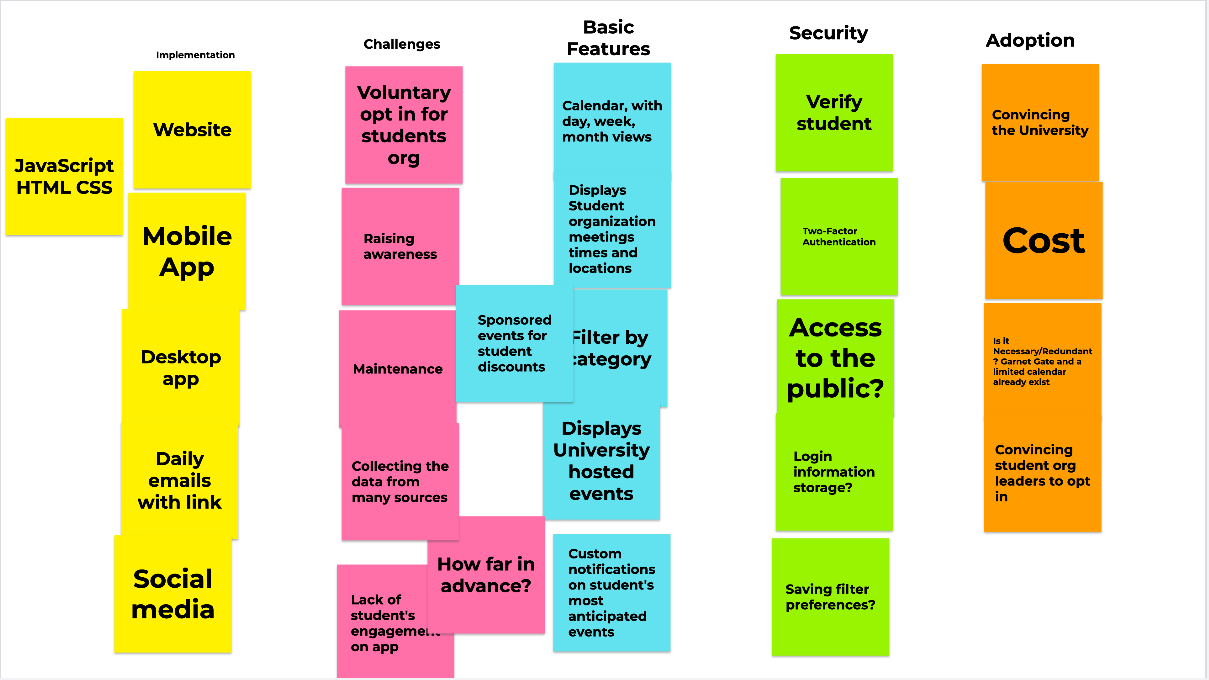 Implementation
JavaScript
HTML CSS
Website
Mobile
App
Desktop
app
Daily
emails
with link
Social
media
Challenges
Voluntary
opt in for
students
org
Raising
awareness
Maintenance
Collecting the
data from
many sources
How far in
advance?
Lack of
student's
engagement
on app
Basic
Features
Calendar, with
day, week,
month views
Displays
Student
organization
meetings
times and
locations
Sponsored
events for
student
discounts
Filter by
category
Displays
University
hosted
events
Custom
notifications
on student's
most
anticipated
events
Security
Verify
student
Two-Factor
Authentication
Access
to the
public?
Login
information
storage?
Saving filter
preferences?
Adoption
Convincing
the University
Cost
Is it
Necessary/Redundant
? Garnet Gate and a
limited calendar
already exist
Convincing
student org
leaders to opt
in